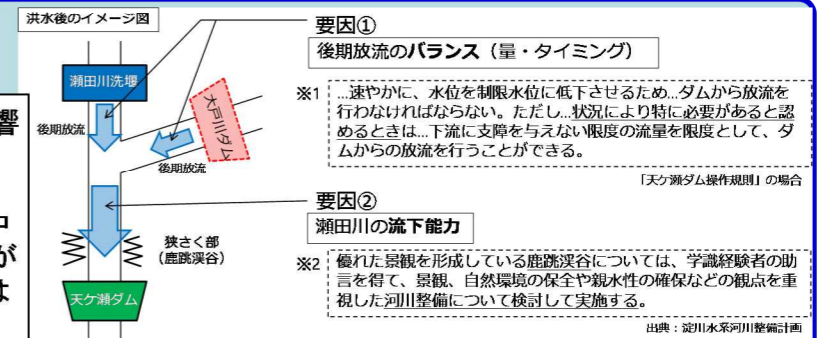 洪水後のイメージ図
瀬田川洗堰
後期放流
大戸川ダム
後期放流
狭さく部
(鹿跳渓谷)
天ケ瀬ダム
響
が
は
要因①
後期放流のバランス(量・タイミング)
※1 …速やかに、水位を制限水位に低下させるため…ダムから放流を
行わなければならない。ただし…状況により特に必要があると認
めるときは…下流に支障を与えない限度の流量を限度として、ダ
ムからの放流を行うことができる。
「天ケ瀬ダム操作規則」の場合
要因②
瀬田川の流下能力
※2 優れた景観を形成している鹿跳渓谷については、学識経験者の助
言を得て、景観、自然環境の保全や親水性の確保などの観点を重
視した河川整備について検討して実施する。
出典:淀川水系河川整備計画